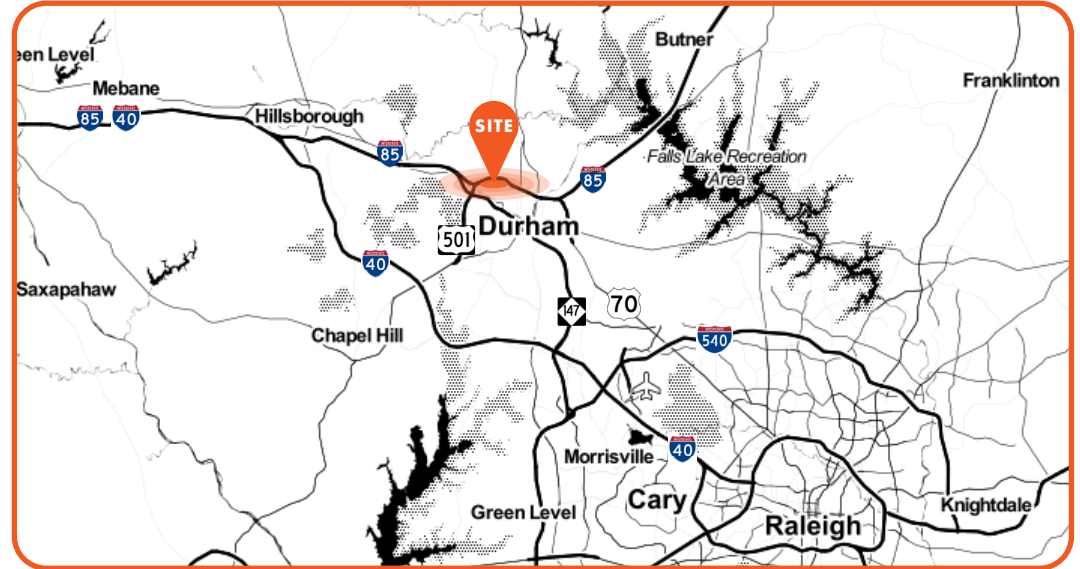 Butner
een Level
Franklinton
Mebane
85
40
Hillsborough
SITE
85
Falls Lake Recreation
Area
85
Durham
501
40
Saxapahaw
70
147
Chapel Hill
540
Morrisville
40
Cary
Green Level
Knightdale
Raleigh